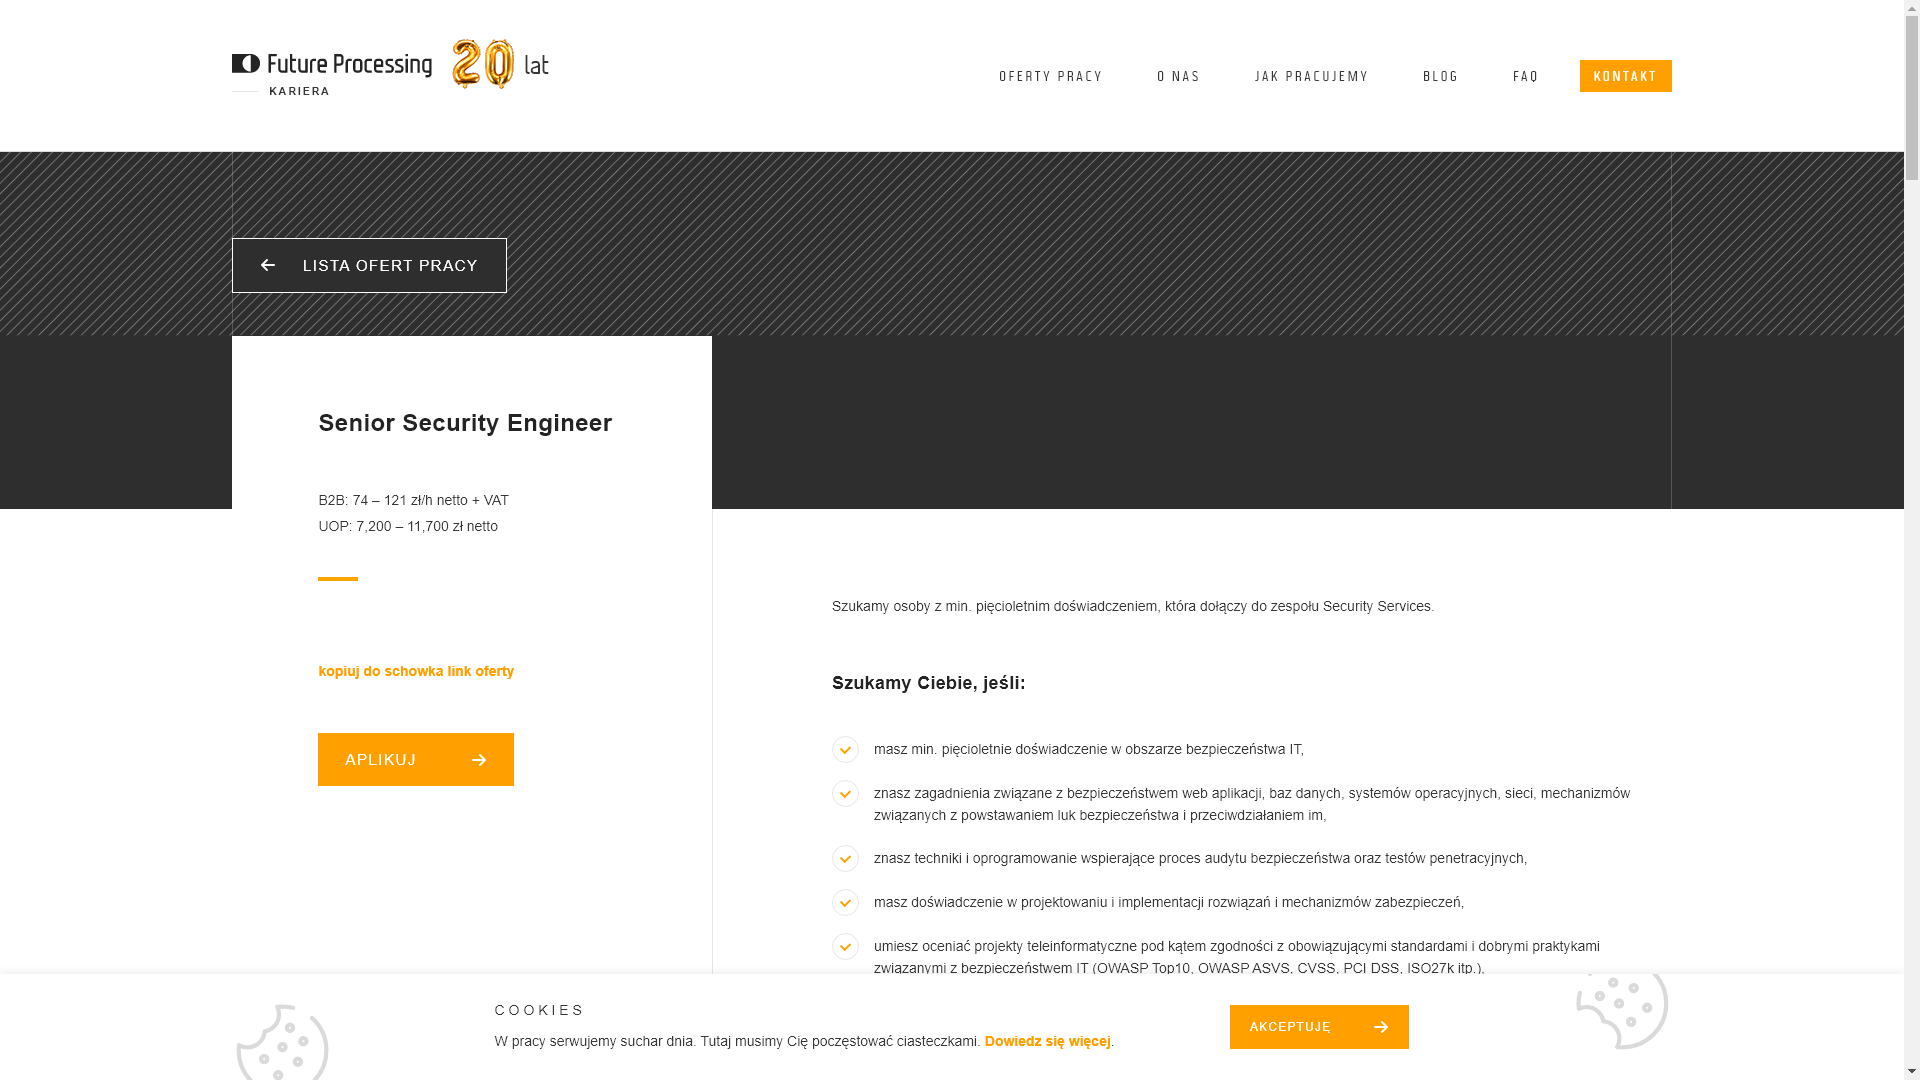 Future Processing 20 lat
KARIERA
OFERTY PRACY
O NAS
JAK PRACUJEMY
BLOG
FAQ
KONTAKT
LISTA OFERT PRACY
Senior Security Engineer
B2B: 74 – 121 zł/h netto + VAT
UOP: 7,200 – 11,700 zł netto
kopiuj do schowka link oferty
APLIKUJ
Szukamy osoby z min. pięcioletnim doświadczeniem, która dołączy do zespołu Security Services.
Szukamy Ciebie, jeśli:
masz min. pięcioletnie doświadczenie w obszarze bezpieczeństwa IT,
znasz zagadnienia związane z bezpieczeństwem web aplikacji, baz danych, systemów operacyjnych, sieci, mechanizmów
związanych z powstawaniem luk bezpieczeństwa i przeciwdziałaniem im,
znasz techniki i oprogramowanie wspierające proces audytu bezpieczeństwa oraz testów penetracyjnych,
masz doświadczenie w projektowaniu i implementacji rozwiązań i mechanizmów zabezpieczeń,
umiesz oceniać projekty teleinformatyczne pod kątem zgodności z obowiązującymi standardami i dobrymi praktykami
związanymi z bezpieczeństwem IT (OWASP Top10, OWASP ASVS, CVSS, PCI DSS, ISO27k itp.),
COOKIES
W pracy serwujemy suchar dnia. Tutaj musimy Cię poczęstować ciasteczkami. Dowiedz się więcej.
AKCEPTUJĘ